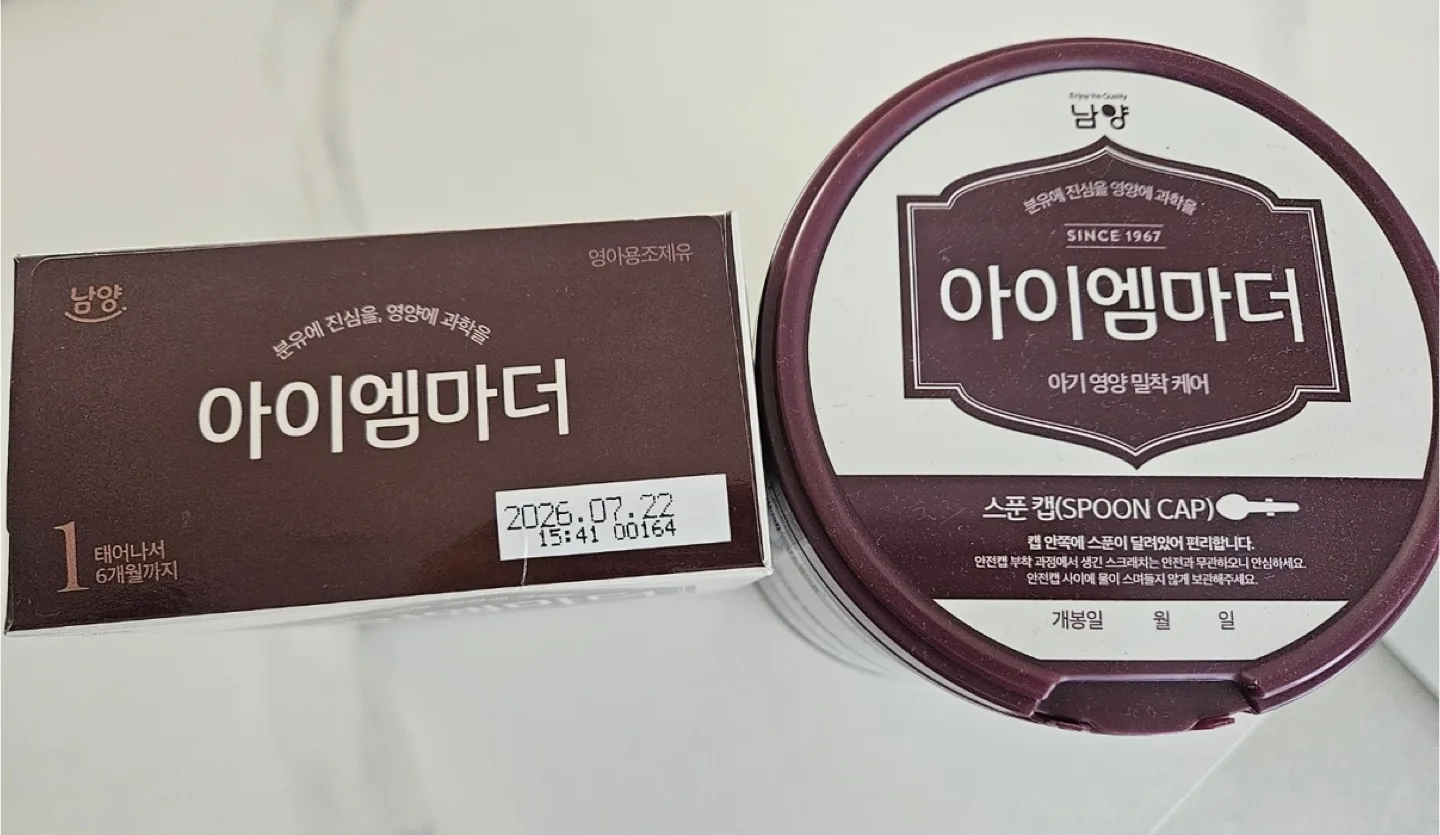 남양
영아용조제유
분유에 진심을, 영양에 과학을
아이엠마더
2026.07.22
15:41 00164
1 태어나서
6개월까지
Enjoy the Quality
남양
분유에 진심을 영양에 과학을
SINCE 1967
아이엠마더
아기 영양 밀착 케어
스푼 캡(SPOON CAP)
캡 안쪽에 스푼이 달려있어 편리합니다.
안전캡 부착 과정에서 생긴 스크래치는 안전과 무관하오니 안심하세요.
안전캡 사이에 물이 스며들지 않게 보관해주세요.
개봉일 월 일